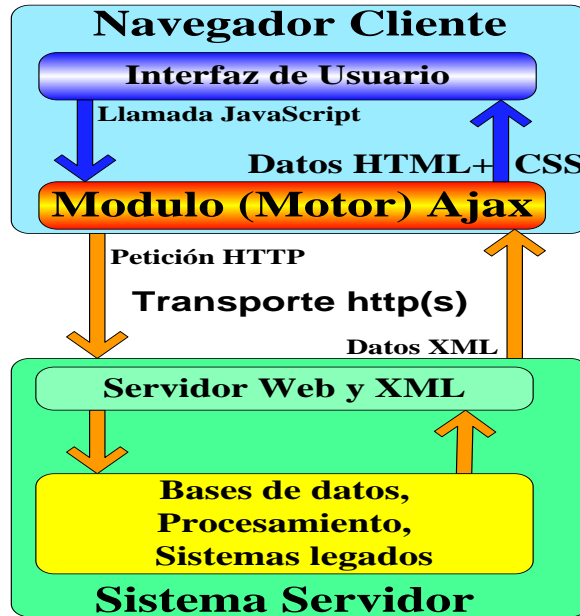 Navegador Cliente
Interfaz de Usuario
Llamada JavaScript
Datos HTML+ CSS
Modulo (Motor) Ajax
Petición HTTP
Transporte http(s)
Datos XML
Servidor Web y XML
Bases de datos,
Procesamiento,
Sistemas legados
Sistema Servidor